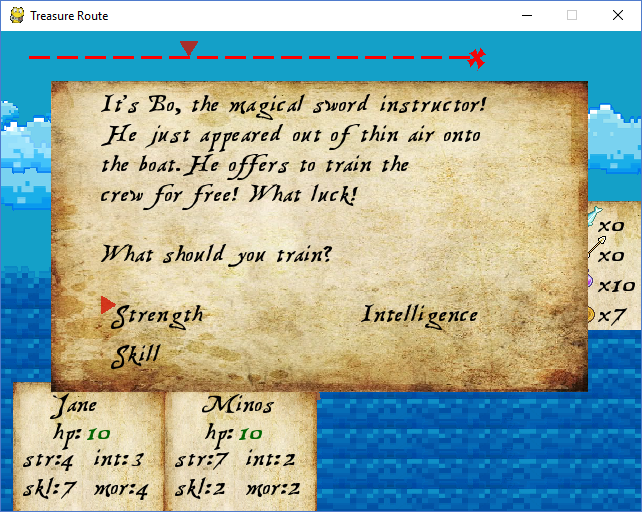 Treasure Route
It's Bo, the magical sword instructor!
He just appeared out of thin air onto
the boat. He offers to train the
crew for free! What luck!
What should you train?
Strength Intelligence
Skill
x0
x0
x10
x7
Jane
hp: 10
str:4 int:3
skl:7 mor:4
Minos
hp: 10
str:7 int:2
skl:2 mor:2